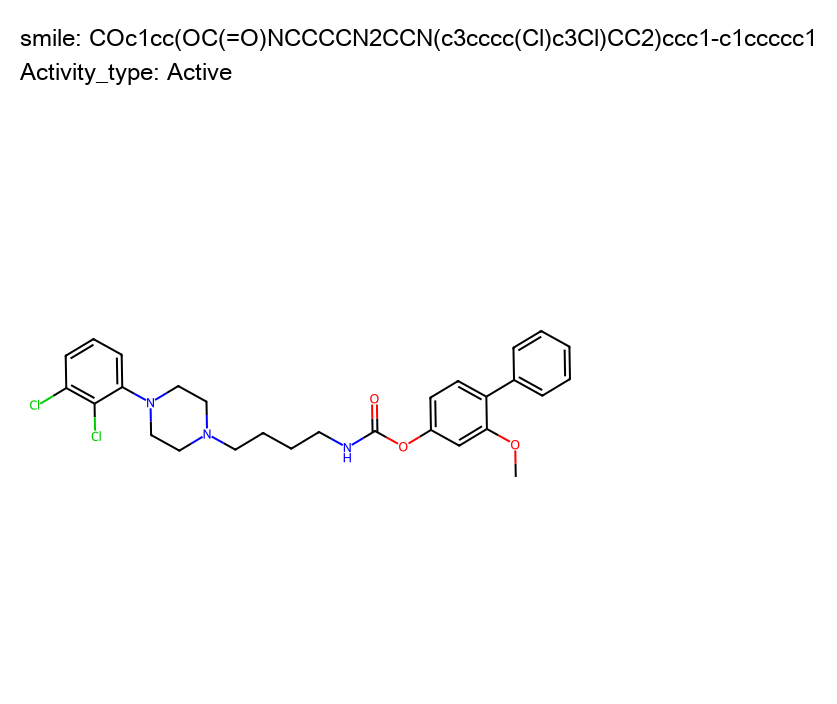 smile: COc1cc(OC(=O)NCCCCN2CCN(c3cccc(Cl)c3Cl)CC2)ccc1-c1ccccc1
Activity_type: Active
O
N
Cl
N
Cl
N
H
O
O